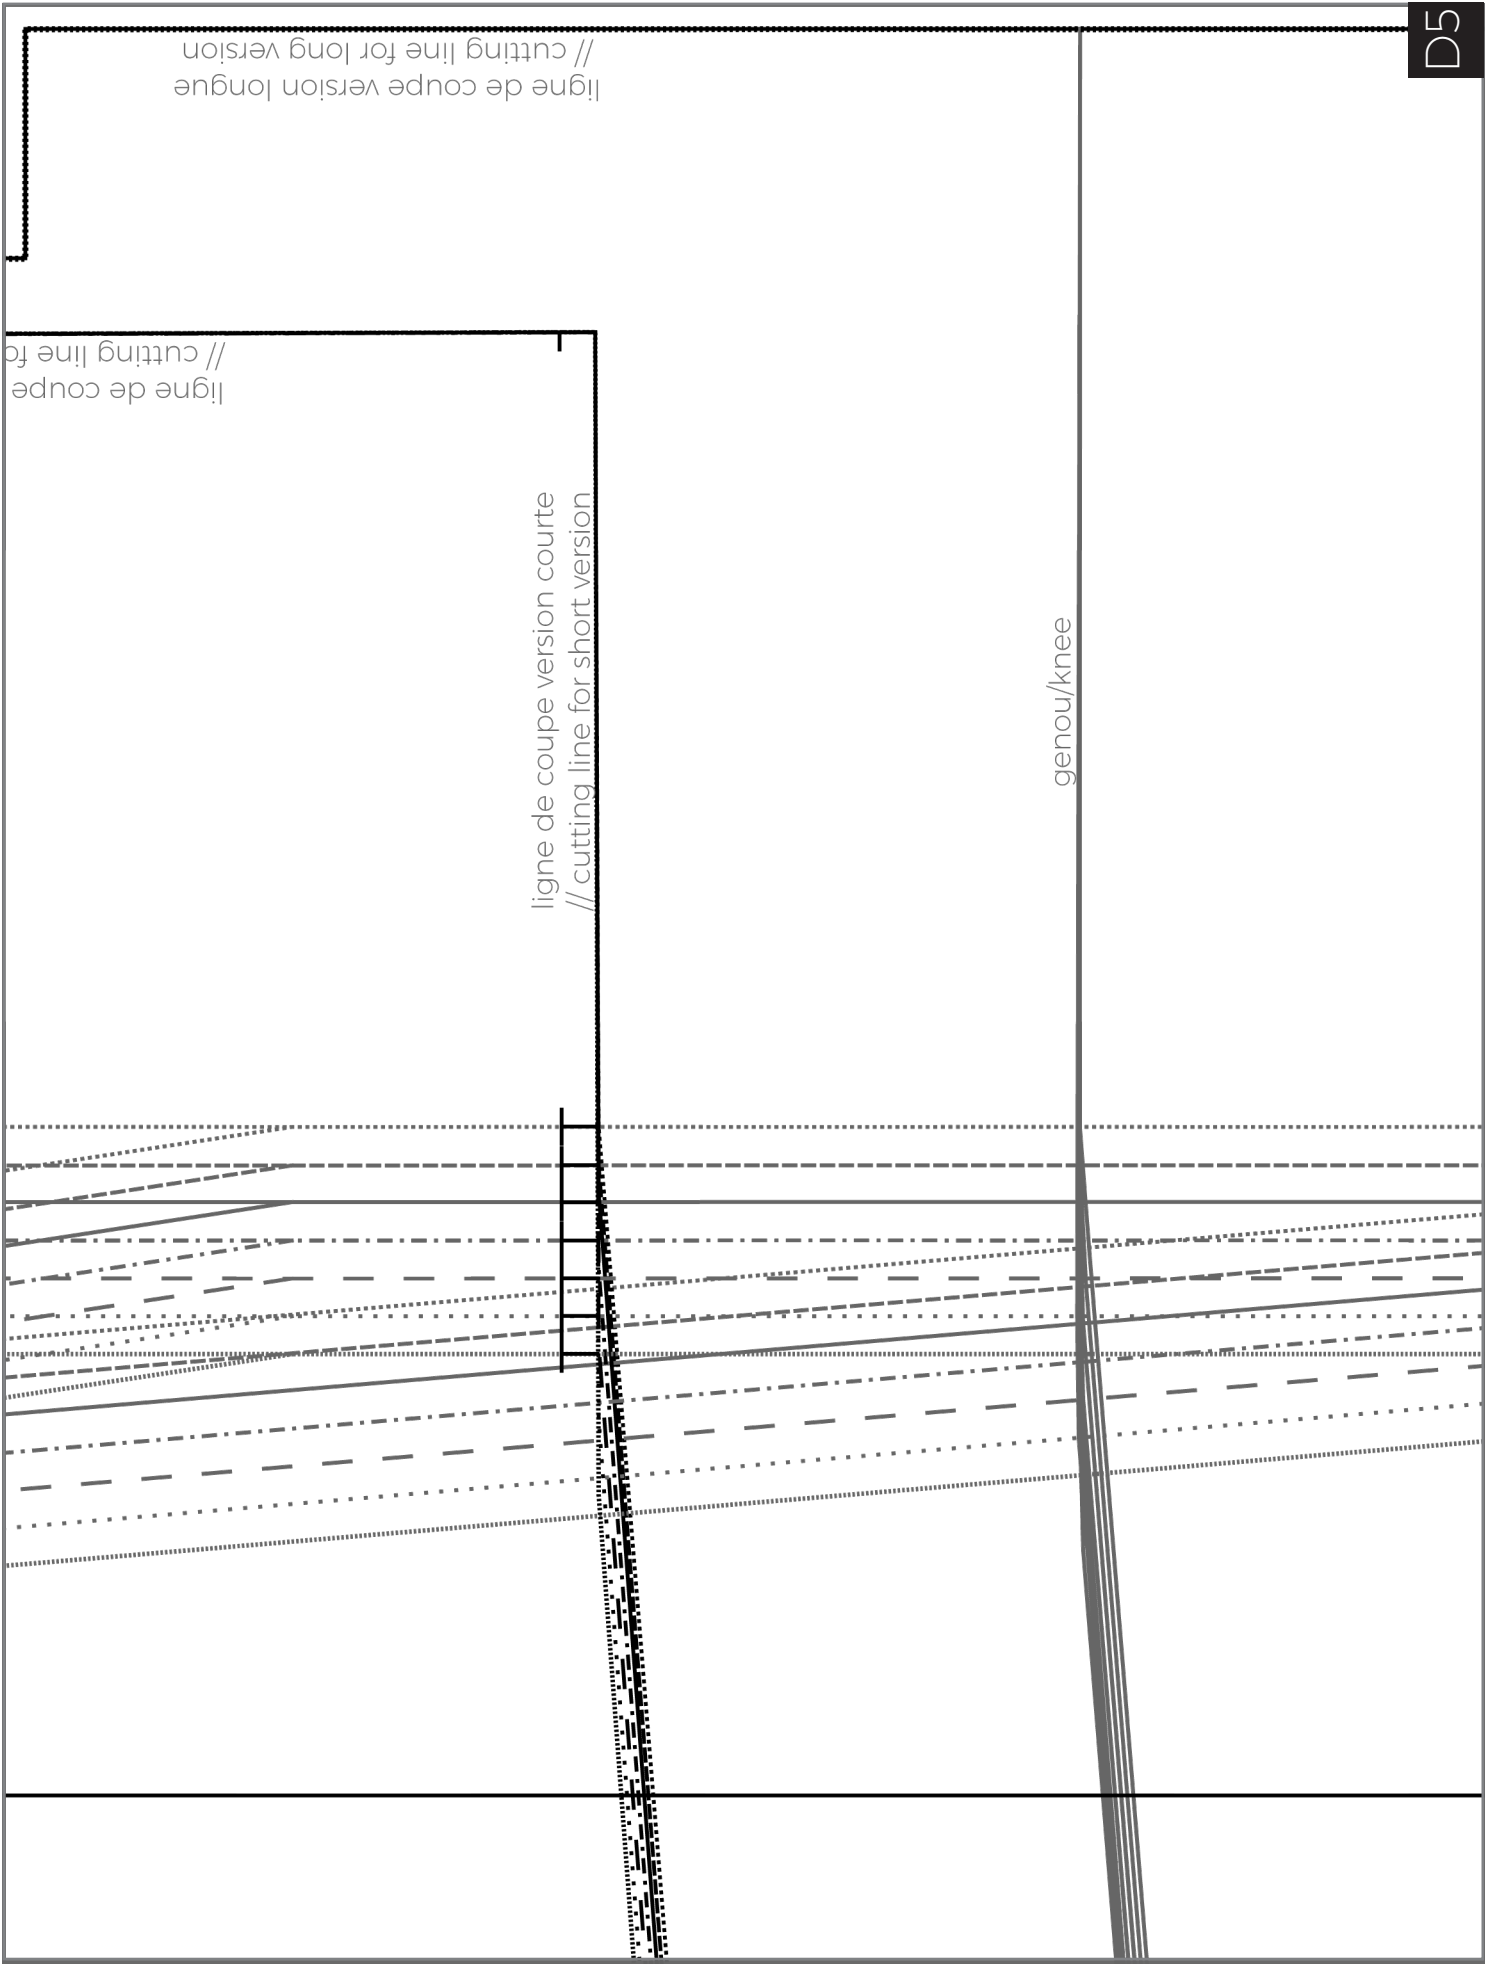 D5
ligne de coupe version longue
// cutting line for long version
ligne de coupe
// cutting line fo
ligne de coupe version courte
// cutting line for short version
genou/knee